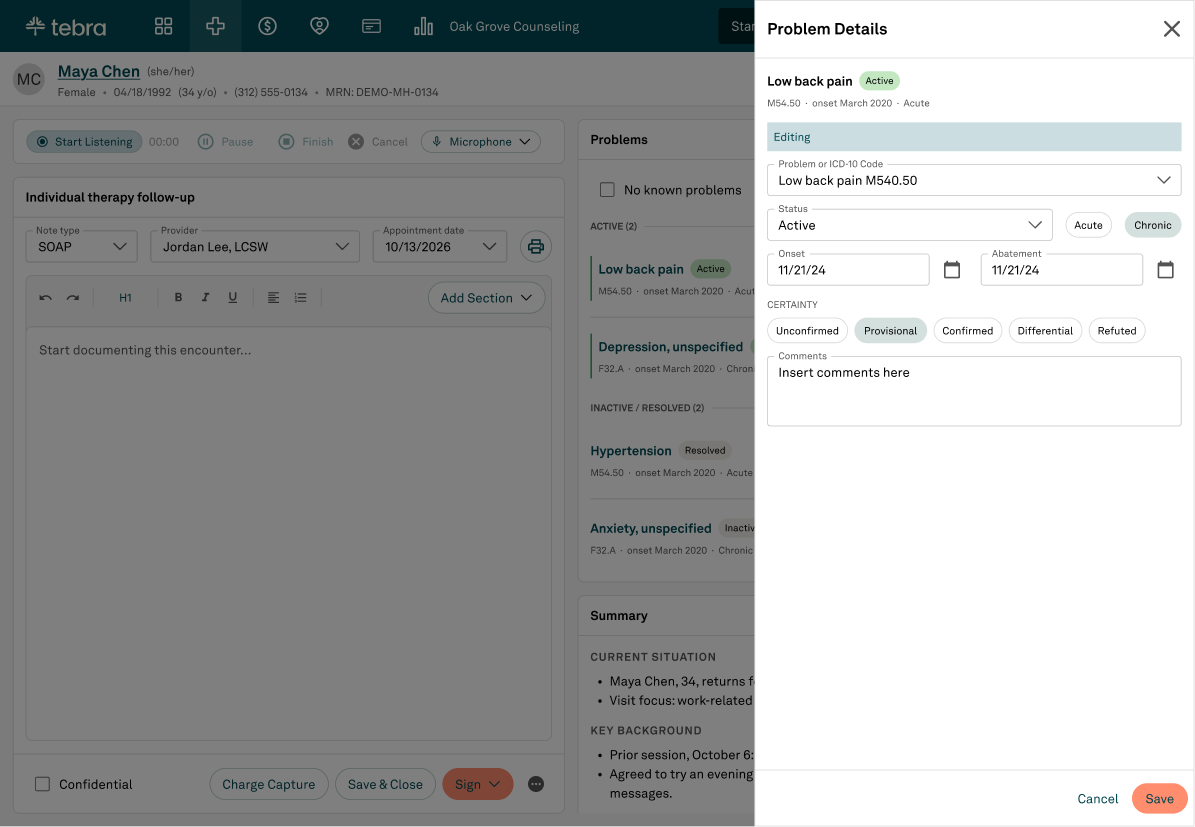 tebra
Oak Grove Counseling
Star
MC
Maya Chen (she/her)
Female • 04/18/1992 (34 y/o) • (312) 555-0134 • MRN: DEMO-MH-0134
Start Listening 00:00 Pause Finish Cancel Microphone
Individual therapy follow-up
Note type
SOAP
Provider
Jordan Lee, LCSW
Appointment date
10/13/2026
H1 B I U
Add Section
Start documenting this encounter...
Confidential
Charge Capture
Save & Close
Sign
Problems
No known problems
ACTIVE (2)
Low back pain Active
M54.50 · onset March 2020 · Acut
Depression, unspecified
F32.A · onset March 2020 · Chron
INACTIVE / RESOLVED (2)
Hypertension Resolved
M54.50 · onset March 2020 · Acute
Anxiety, unspecified Inactiv
F32.A · onset March 2020 · Chronic
Summary
CURRENT SITUATION
• Maya Chen, 34, returns f
• Visit focus: work-related
KEY BACKGROUND
• Prior session, October 6:
• Agreed to try an evening
messages.
Problem Details
Low back pain Active
M54.50 · onset March 2020 · Acute
Editing
Problem or ICD-10 Code
Low back pain M540.50
Status
Active
Acute
Chronic
Onset
11/21/24
Abatement
11/21/24
CERTAINTY
Unconfirmed Provisional Confirmed Differential Refuted
Comments
Insert comments here
Cancel
Save